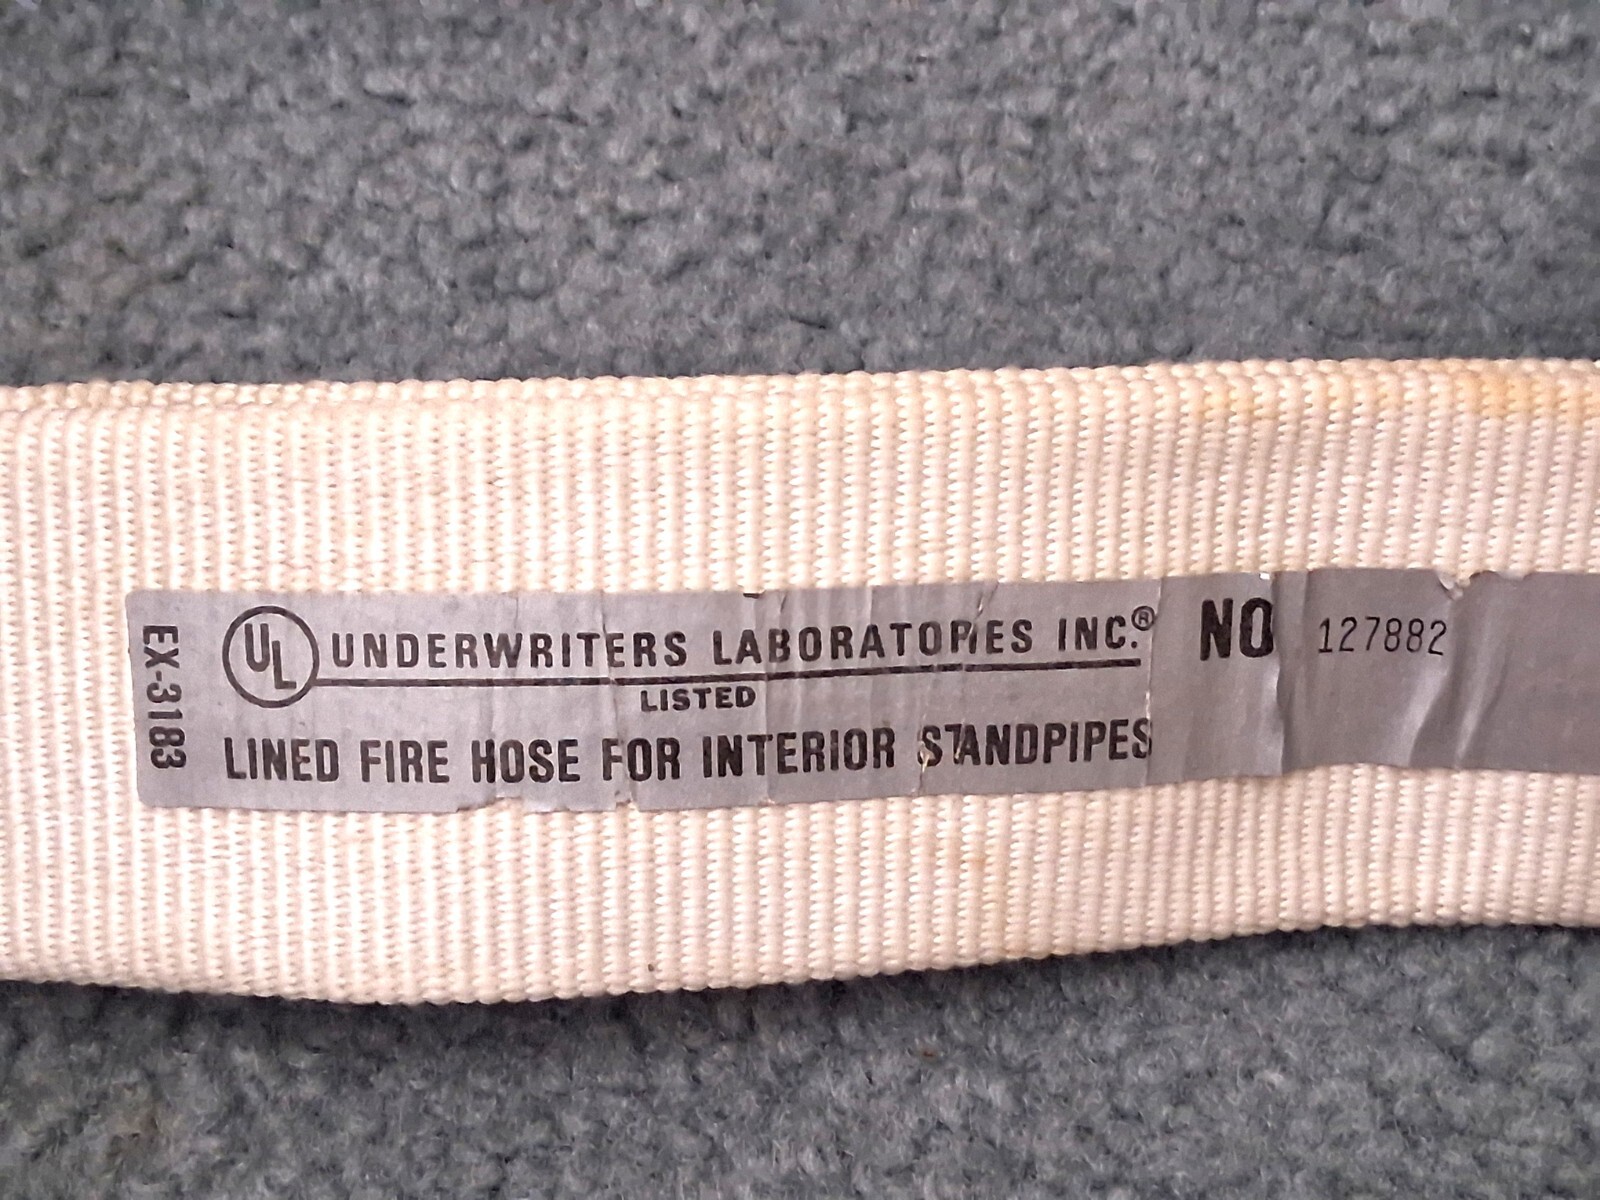 EX-3183
UL UNDERWRITERS LABORATORIES INC.®
LISTED
LINED FIRE HOSE FOR INTERIOR STANDPIPES
NO 127882